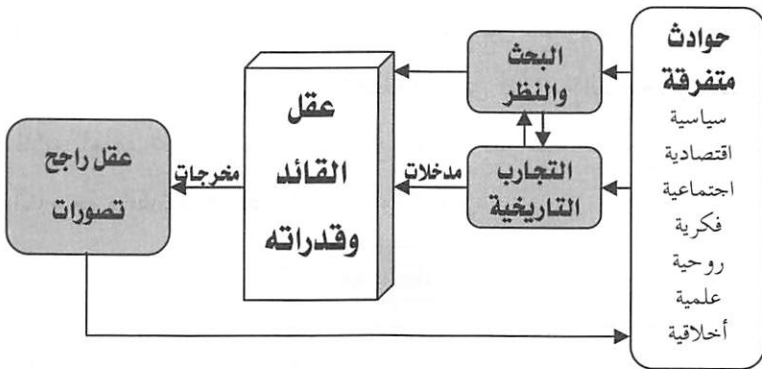 حوادث
متفرقة
سياسية
اقتصادية
اجتماعية
فكرية
روحية
علمية
أخلاقية
البحث
والنظر
التجارب
التاريخية
مدخلات
عقل
القائد
وقدراته
مخرجات
عقل راجح
تصورات